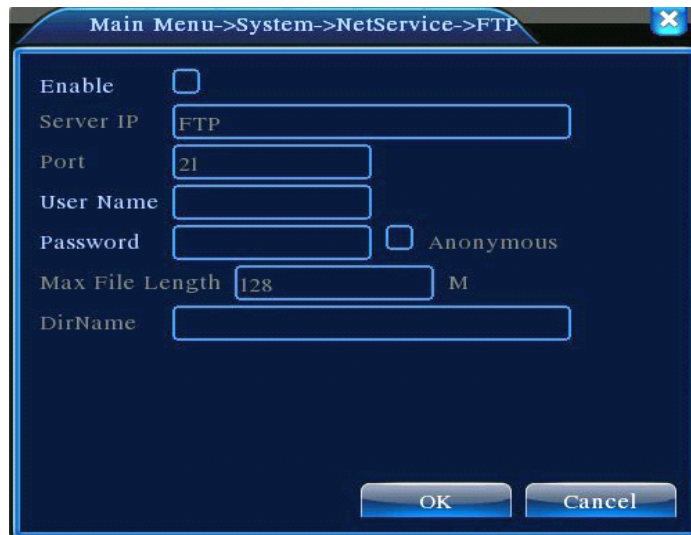 Main Menu->System->NetService->FTP
Enable
Server IP FTP
Port 21
User Name
Password Anonymous
Max File Length 128 M
DirName
OK Cancel